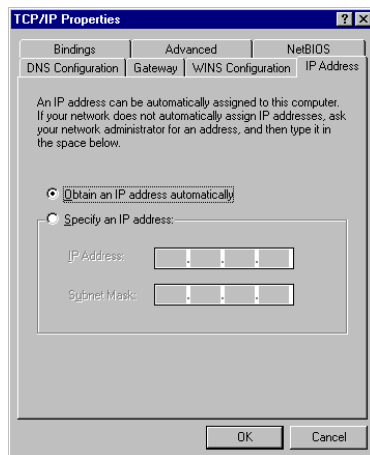 TCP/IP Properties
Bindings Advanced NetBIOS
DNS Configuration Gateway WINS Configuration IP Address
An IP address can be automatically assigned to this computer.
If your network does not automatically assign IP addresses, ask
your network administrator for an address, and then type it in
the space below.
Obtain an IP address automatically
Specify an IP address:
IP Address:
Subnet Mask:
OK Cancel